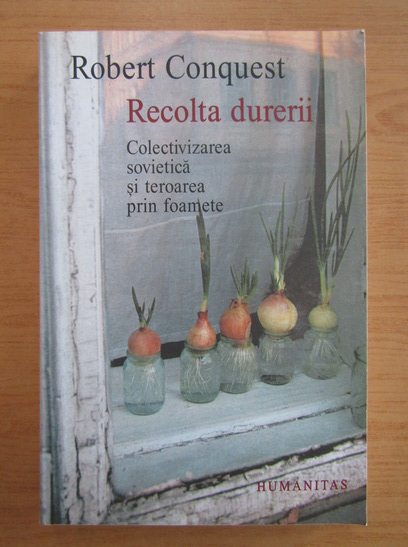 Robert Conquest
Recolta durerii
Colectivizarea
sovietică
și teroarea
prin foamete
HUMANITAS